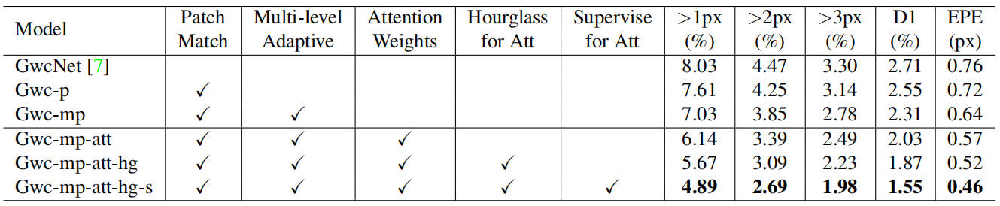 Model Patch Match Multi-level Adaptive Attention Weights Hourglass for Att Supervise for Att >1px (%) >2px (%) >3px (%) D1 (%) EPE (px)
GwcNet [7] 8.03 4.47 3.30 2.71 0.76
Gwc-p ✓ 7.61 4.25 3.14 2.55 0.72
Gwc-mp ✓ ✓ 7.03 3.85 2.78 2.31 0.64
Gwc-mp-att ✓ ✓ ✓ 6.14 3.39 2.49 2.03 0.57
Gwc-mp-att-hg ✓ ✓ ✓ ✓ 5.67 3.09 2.23 1.87 0.52
Gwc-mp-att-hg-s ✓ ✓ ✓ ✓ ✓ 4.89 2.69 1.98 1.55 0.46